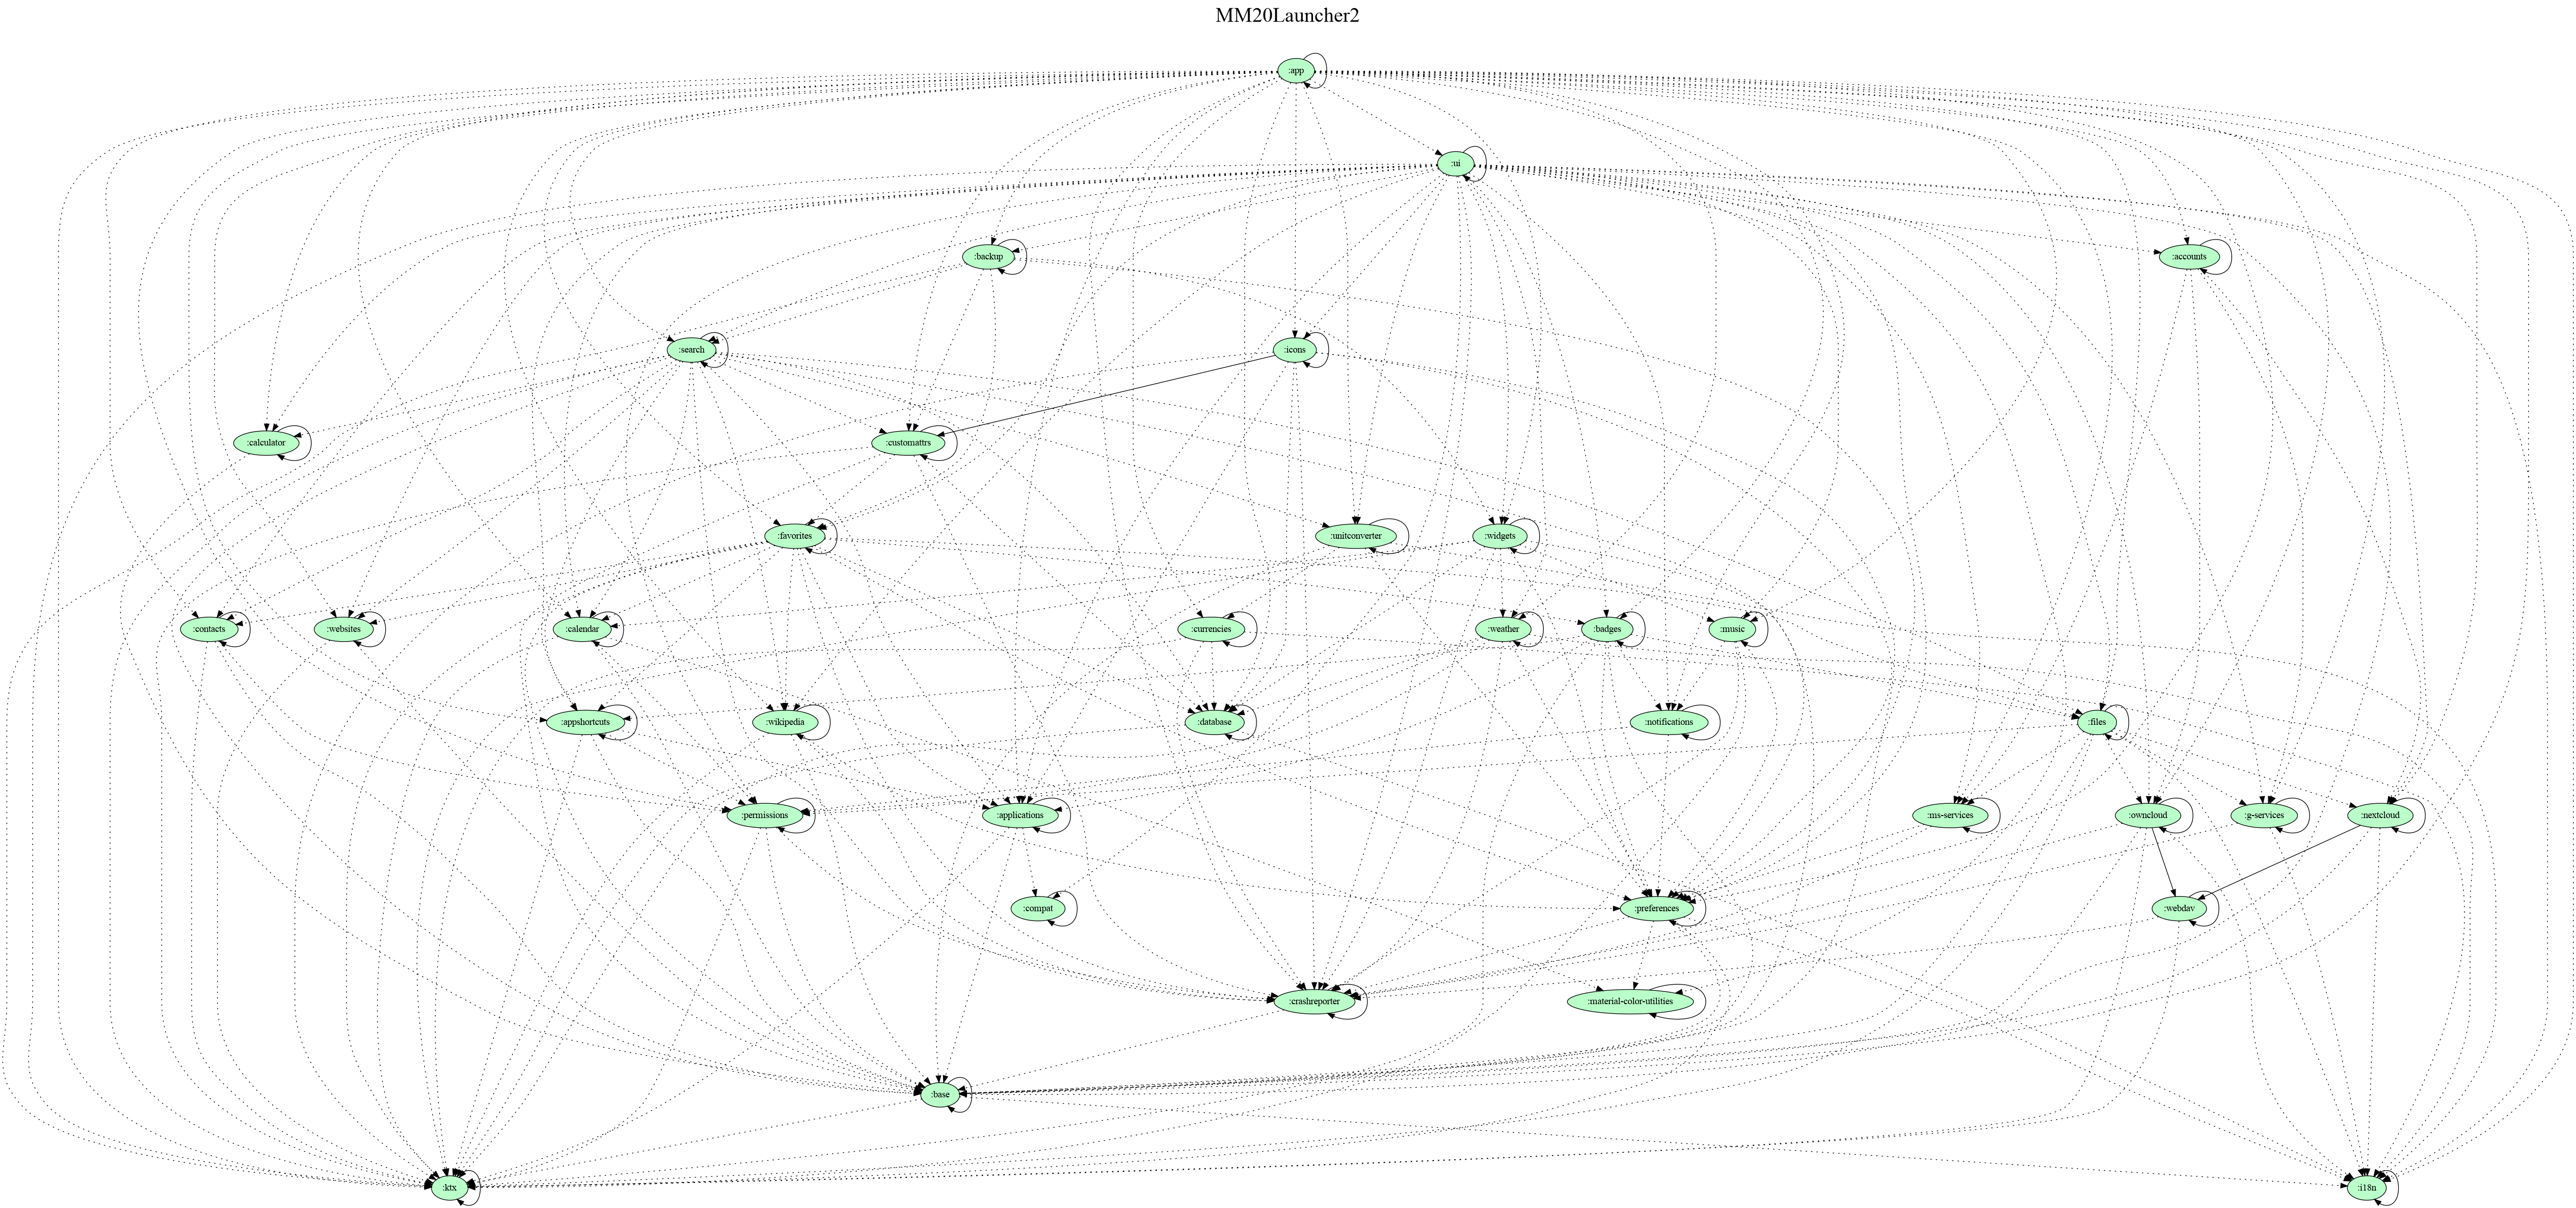 MM20Launcher2
:app
:ui
:backup
:accounts
:search
:icons
:calculator
:customattrs
:favorites
:unitconverter
:widgets
:contacts
:websites
:calendar
:currencies
:weather
:badges
:music
:appshortcuts
:wikipedia
:database
:notifications
:files
:permissions
:applications
:ms-services
:owncloud
:g-services
:nextcloud
:compat
:preferences
:webdav
:crashreporter
:material-color-utilities
:base
:ktx
:i18n